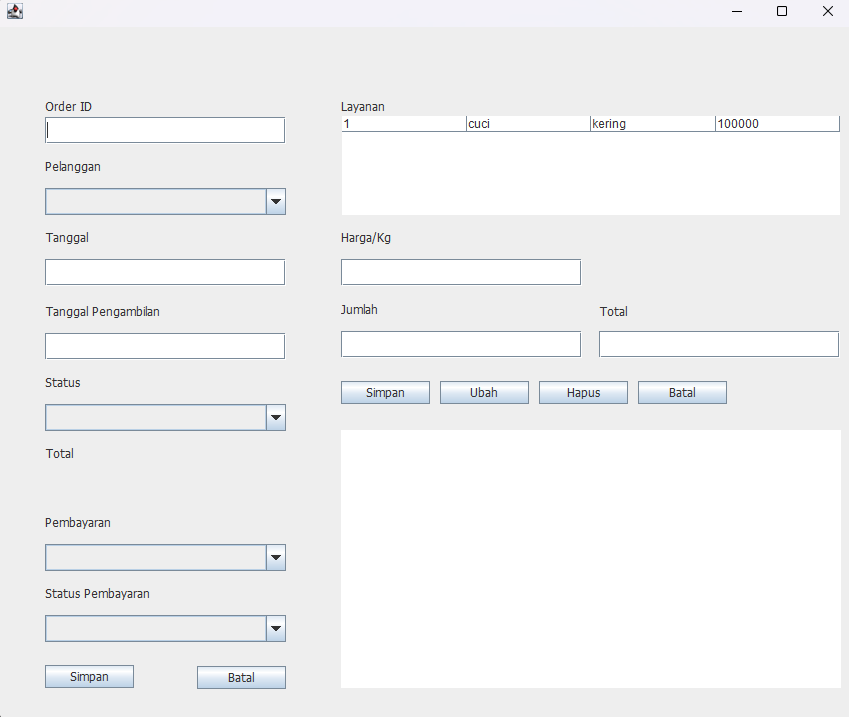 Order ID
Pelanggan
Tanggal
Tanggal Pengambilan
Status
Total
Pembayaran
Status Pembayaran
Simpan Batal
Layanan
1 cuci kering 100000
Harga/Kg
Jumlah Total
Simpan Ubah Hapus Batal